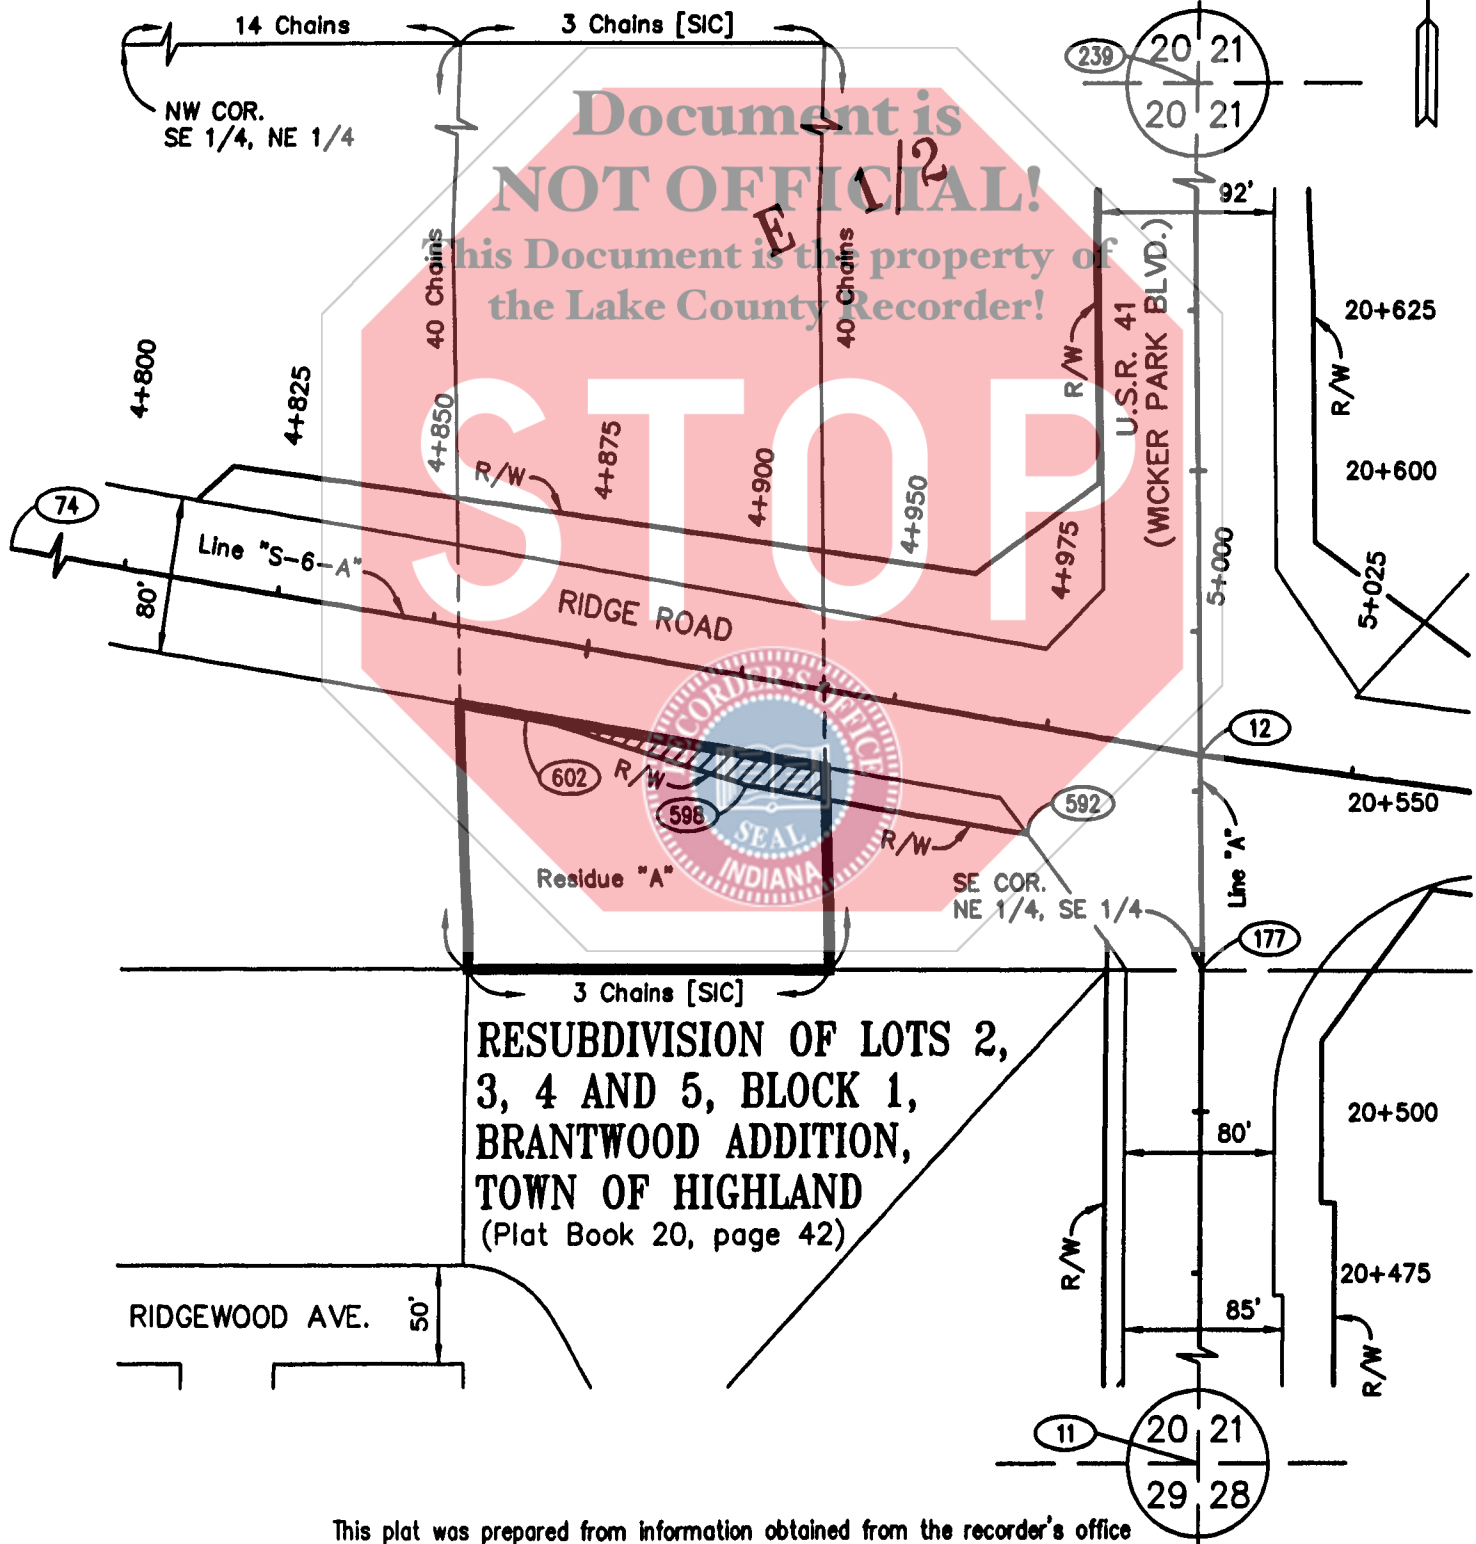 14 Chains
3 Chains [SIC]
NW COR.
SE 1/4, NE 1/4
239
20 21
20 21
Document is
NOT OFFICIAL!
This Document is the property of
the Lake County Recorder!
STOP
E 1/2
92'
40 Chains
40 Chains
R/W
U.S.R. 41
(WICKER PARK BLVD.)
R/W
20+625
20+600
4+800
4+825
4+850
4+875
4+900
4+950
4+975
5+000
5+025
R/W
74
80'
Line "S-6-A"
RIDGE ROAD
RECORDER'S OFFICE
SEAL
INDIANA
12
602
R/W
598
592
R/W
20+550
Residue "A"
SE COR.
NE 1/4, SE 1/4
Line "A"
177
3 Chains [SIC]
RESUBDIVISION OF LOTS 2,
3, 4 AND 5, BLOCK 1,
BRANTWOOD ADDITION,
TOWN OF HIGHLAND
(Plat Book 20, page 42)
20+500
80'
R/W
20+475
85'
R/W
RIDGEWOOD AVE.
50'
11
20 21
29 28
This plat was prepared from information obtained from the recorder's office